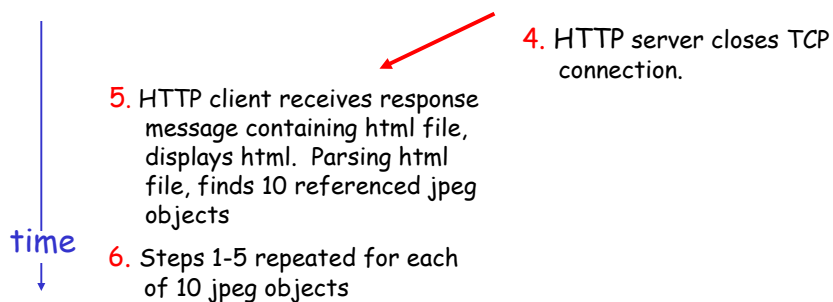 4. HTTP server closes TCP
connection.
5. HTTP client receives response
message containing html file,
displays html. Parsing html
file, finds 10 referenced jpeg
objects
time
6. Steps 1-5 repeated for each
of 10 jpeg objects